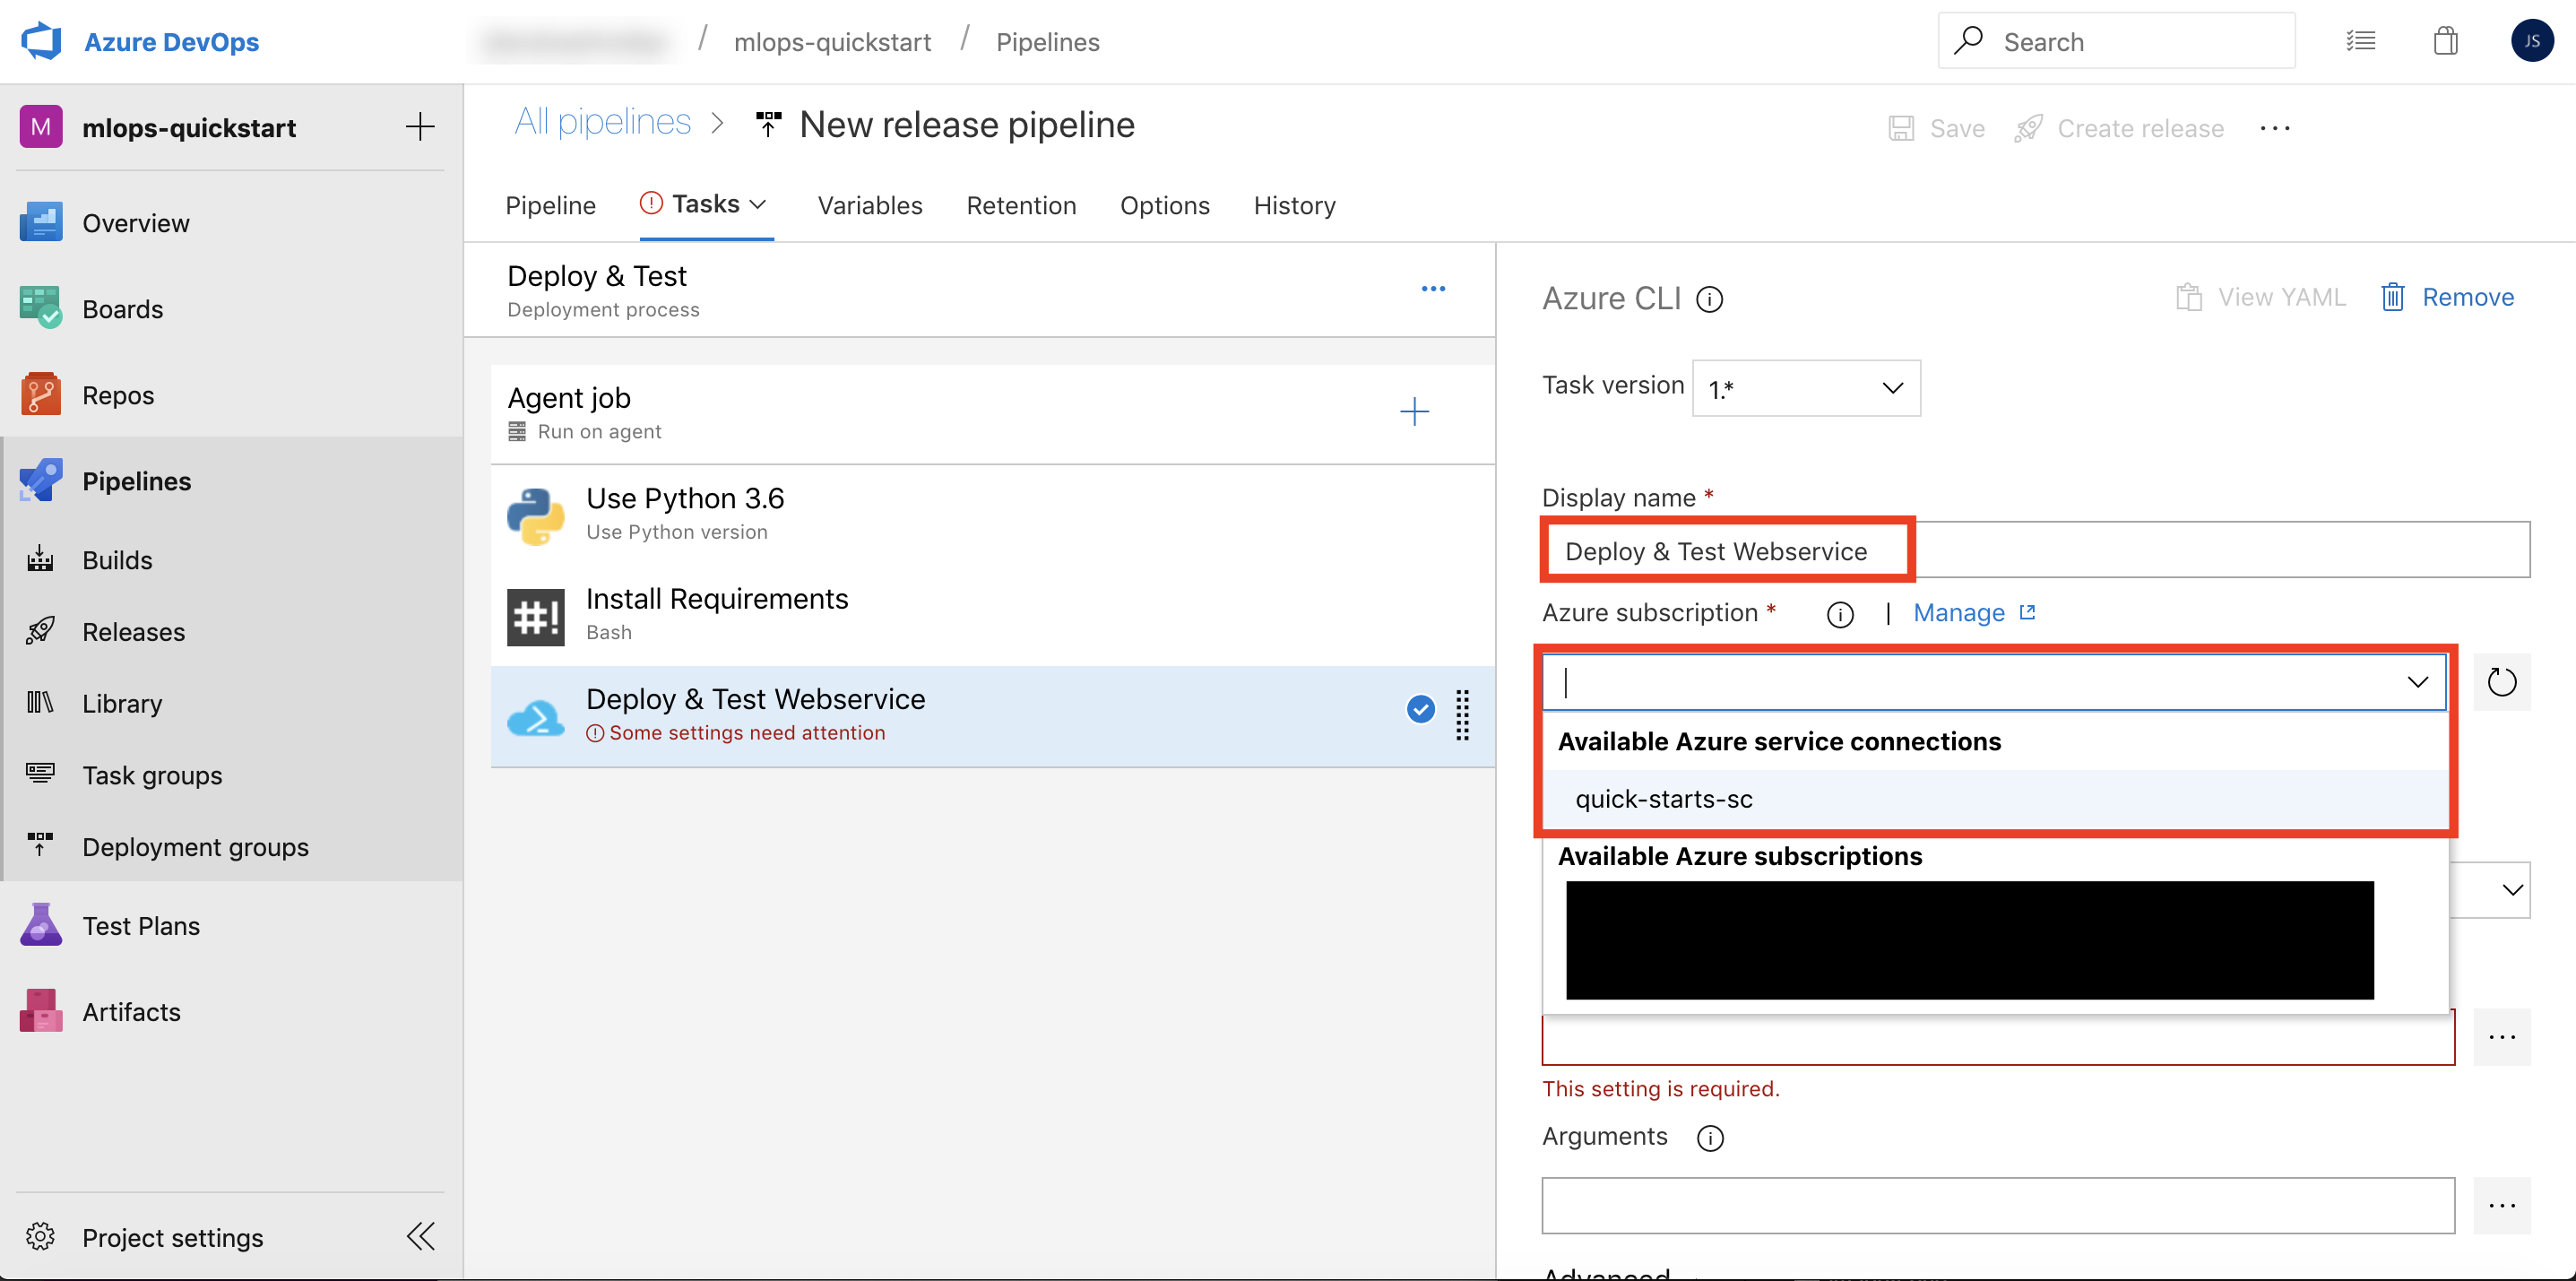 Azure DevOps
/ mlops-quickstart / Pipelines
Search
JS
M
mlops-quickstart
Overview
Boards
Repos
Pipelines
Builds
Releases
Library
Task groups
Deployment groups
Test Plans
Artifacts
Project settings
All pipelines > New release pipeline
Save
Create release
Pipeline
Tasks
Variables
Retention
Options
History
Deploy & Test
Deployment process
Agent job
Run on agent
Use Python 3.6
Use Python version
#!
Install Requirements
Bash
Deploy & Test Webservice
Some settings need attention
Azure CLI
View YAML
Remove
Task version
1.*
Display name *
Deploy & Test Webservice
Azure subscription *
| Manage
Available Azure service connections
quick-starts-sc
Available Azure subscriptions
This setting is required.
Arguments
Advanced